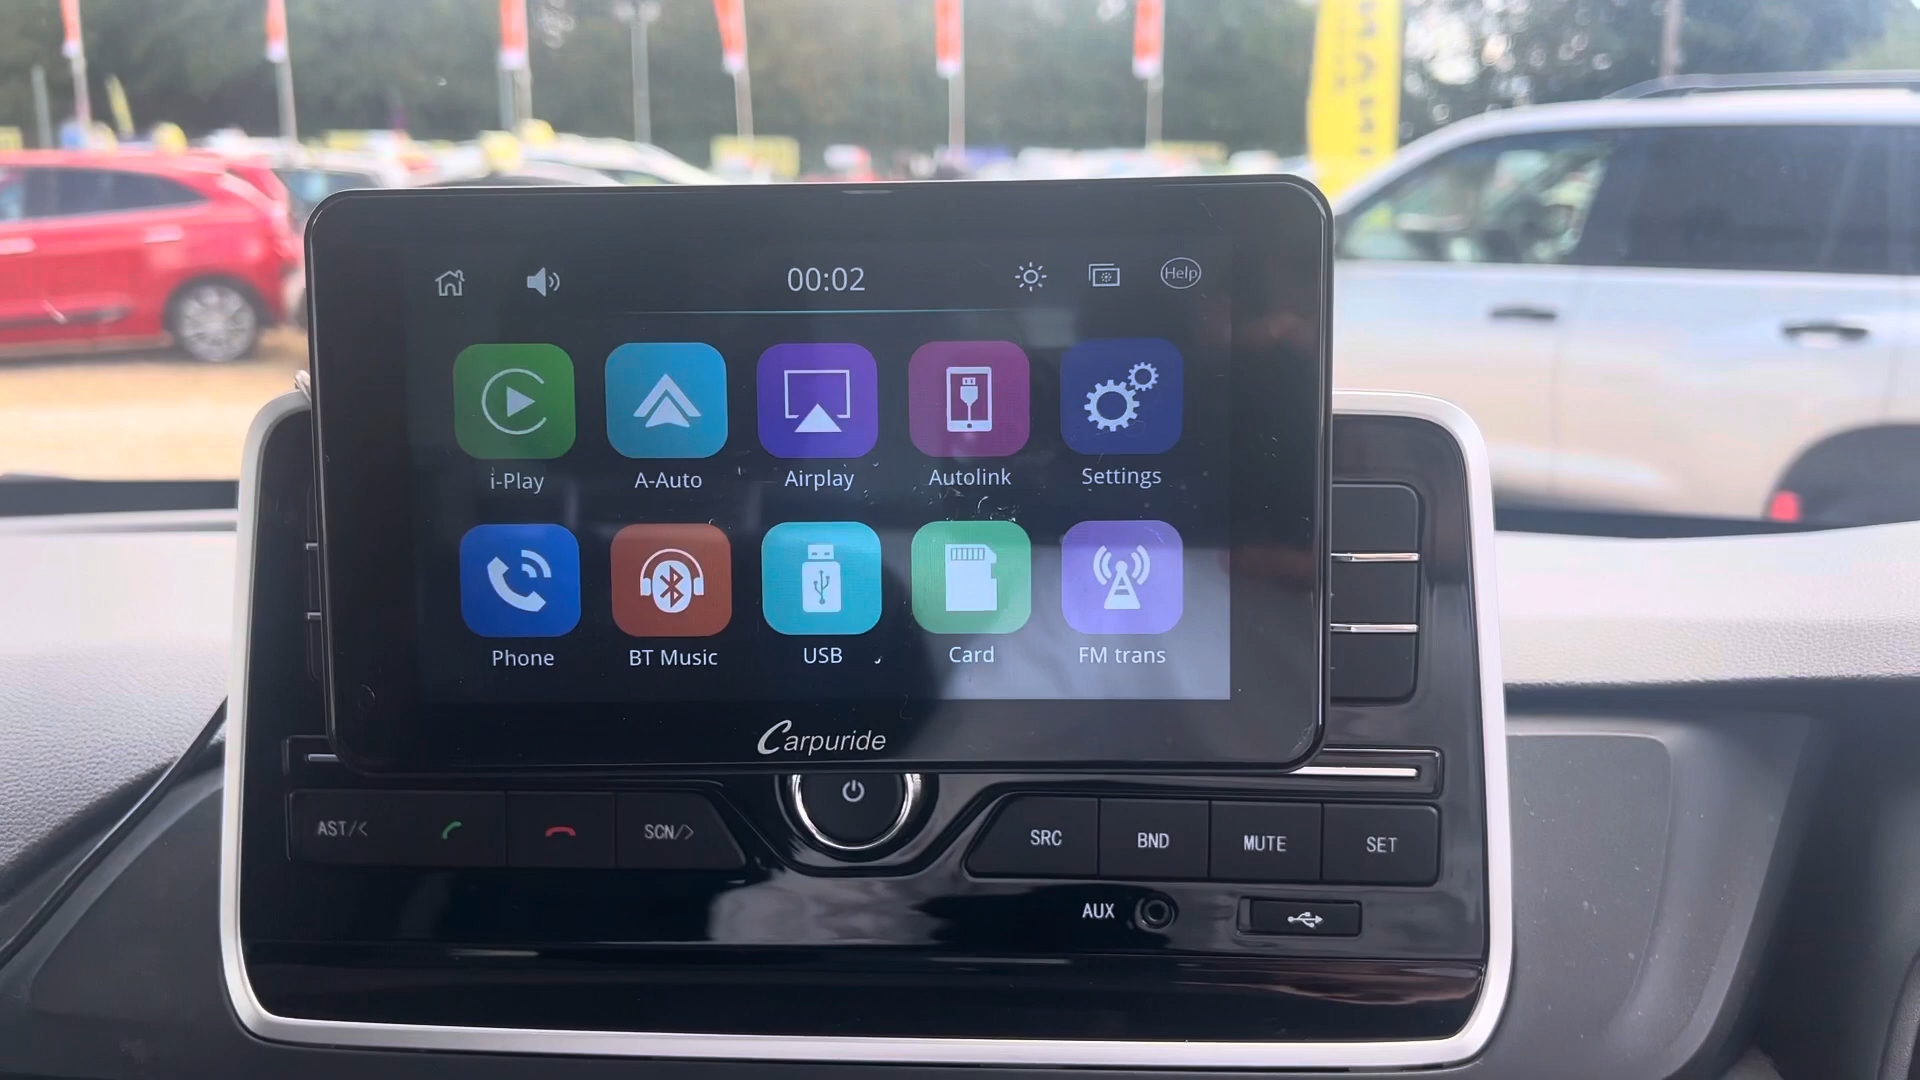 00:02
Help
i-Play
A-Auto
Airplay
Autolink
Settings
Phone
BT Music
USB
Card
FM trans
Carpuride
AST/<
SCN/>
SRC
BND
MUTE
SET
AUX